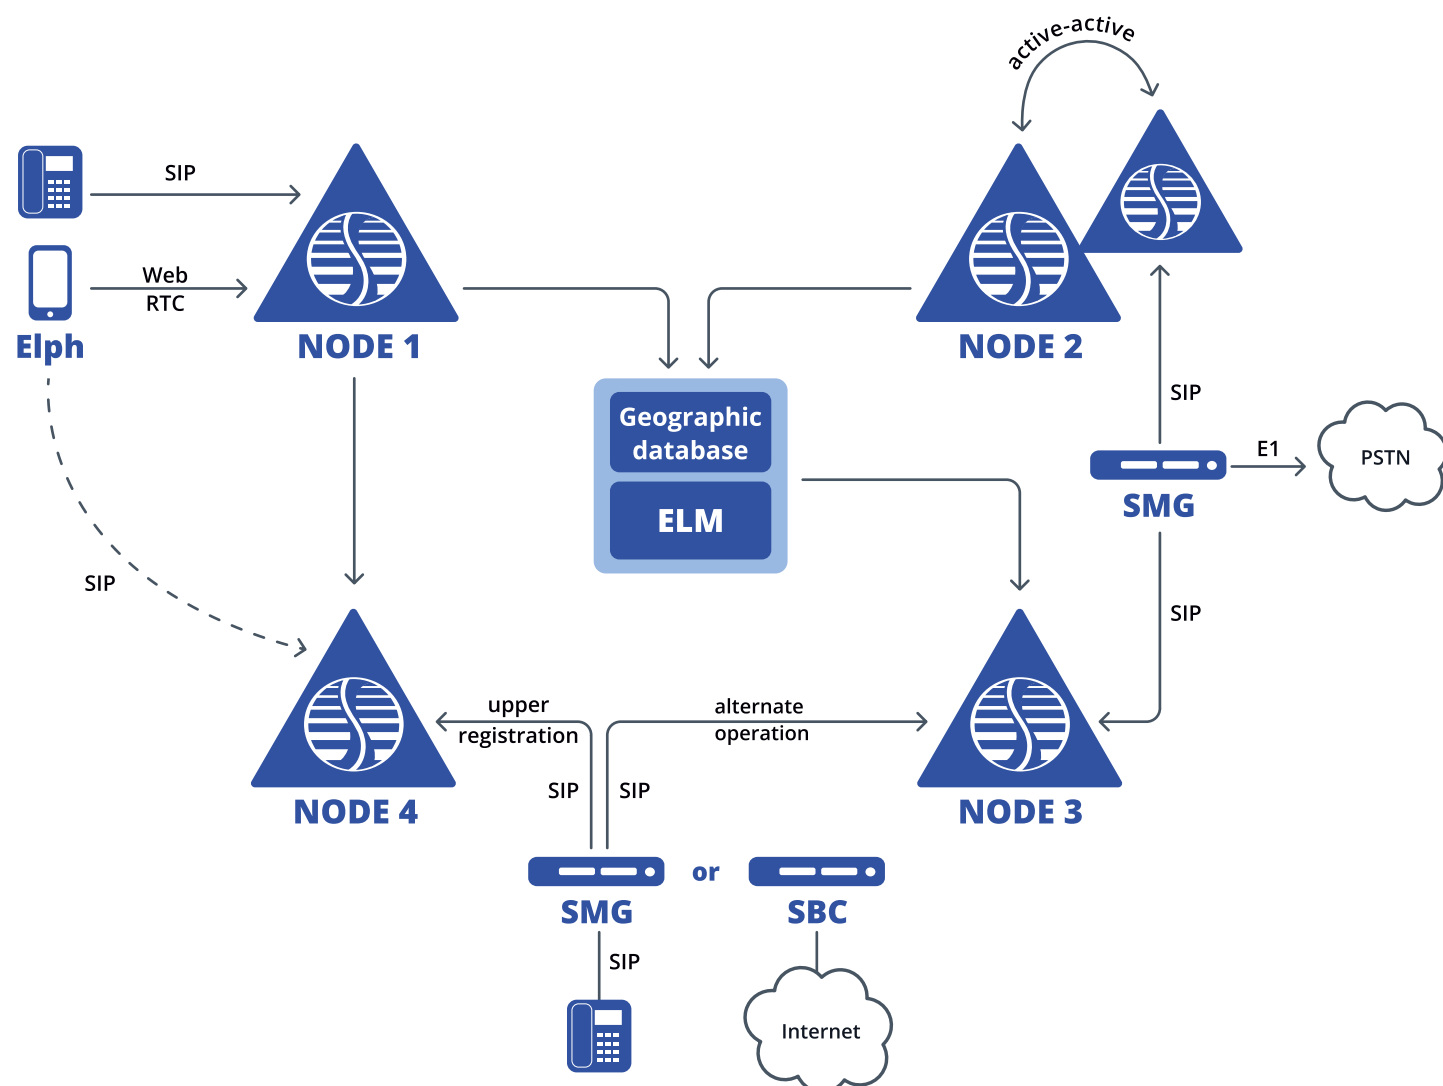 active-active
SIP
Web
RTC
Elph
NODE 1
NODE 2
Geographic
database
ELM
SIP
E1
PSTN
SMG
SIP
SIP
upper
registration
alternate
operation
SIP
SIP
NODE 4
NODE 3
SMG
or
SBC
SIP
Internet